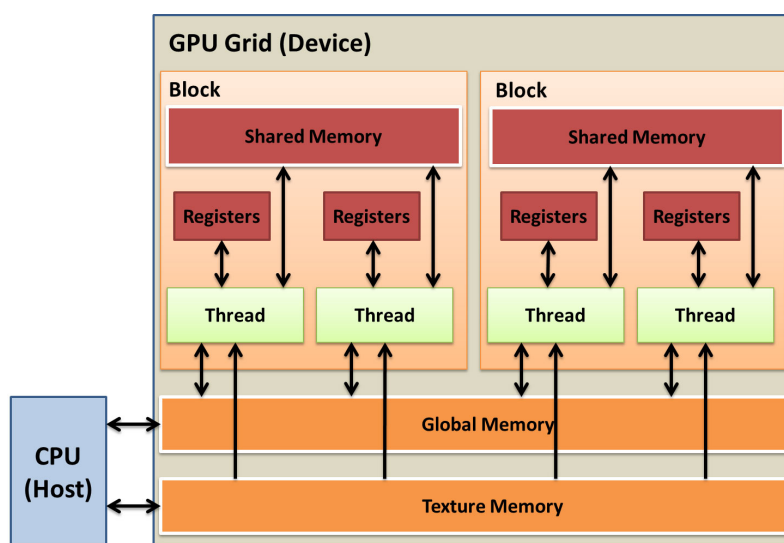 GPU Grid (Device)
Block
Shared Memory
Registers
Registers
Thread
Thread
Block
Shared Memory
Registers
Registers
Thread
Thread
CPU
(Host)
Global Memory
Texture Memory